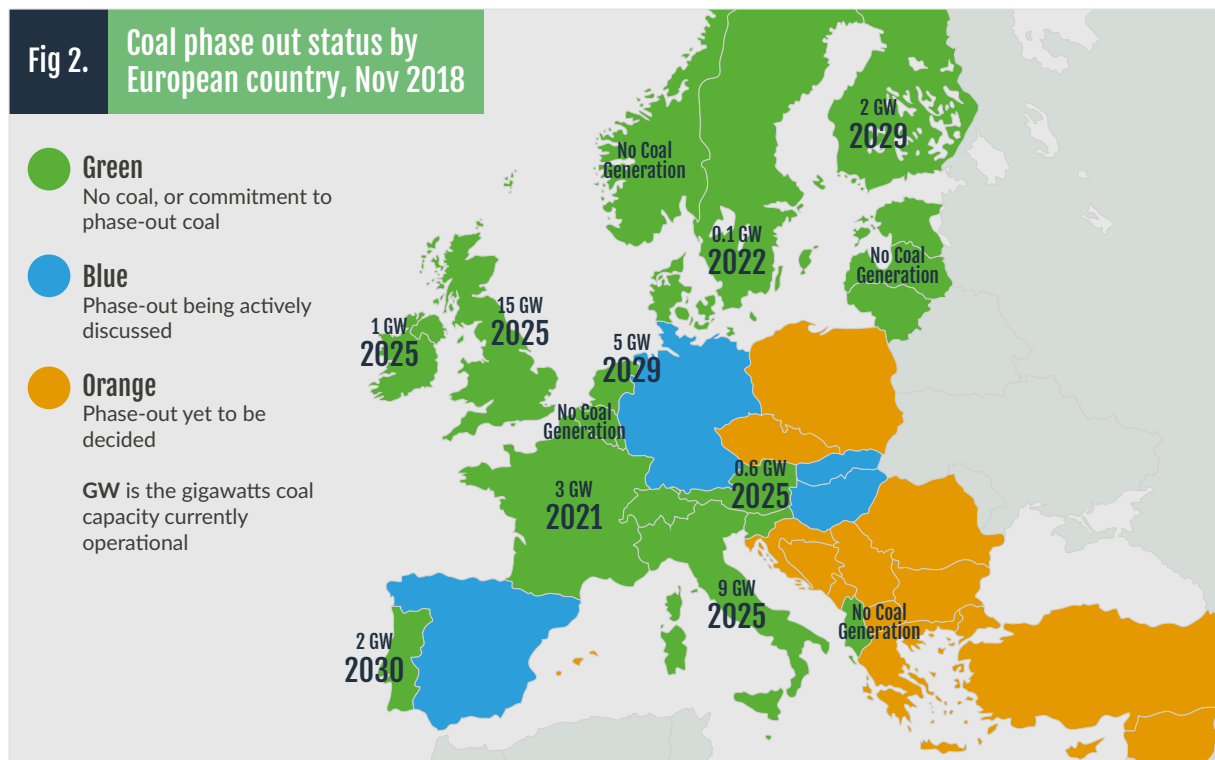 Fig 2.
Coal phase out status by
European country, Nov 2018
Green
No coal, or commitment to
phase-out coal
Blue
Phase-out being actively
discussed
Orange
Phase-out yet to be
decided
GW is the gigawatts coal
capacity currently
operational
2 GW
2029
No Coal
Generation
0.1 GW
2022
No Coal
Generation
15 GW
2025
1 GW
2025
5 GW
2029
No Coal
Generation
0.6 GW
2025
3 GW
2021
9 GW
2025
No Coal
Generation
2 GW
2030